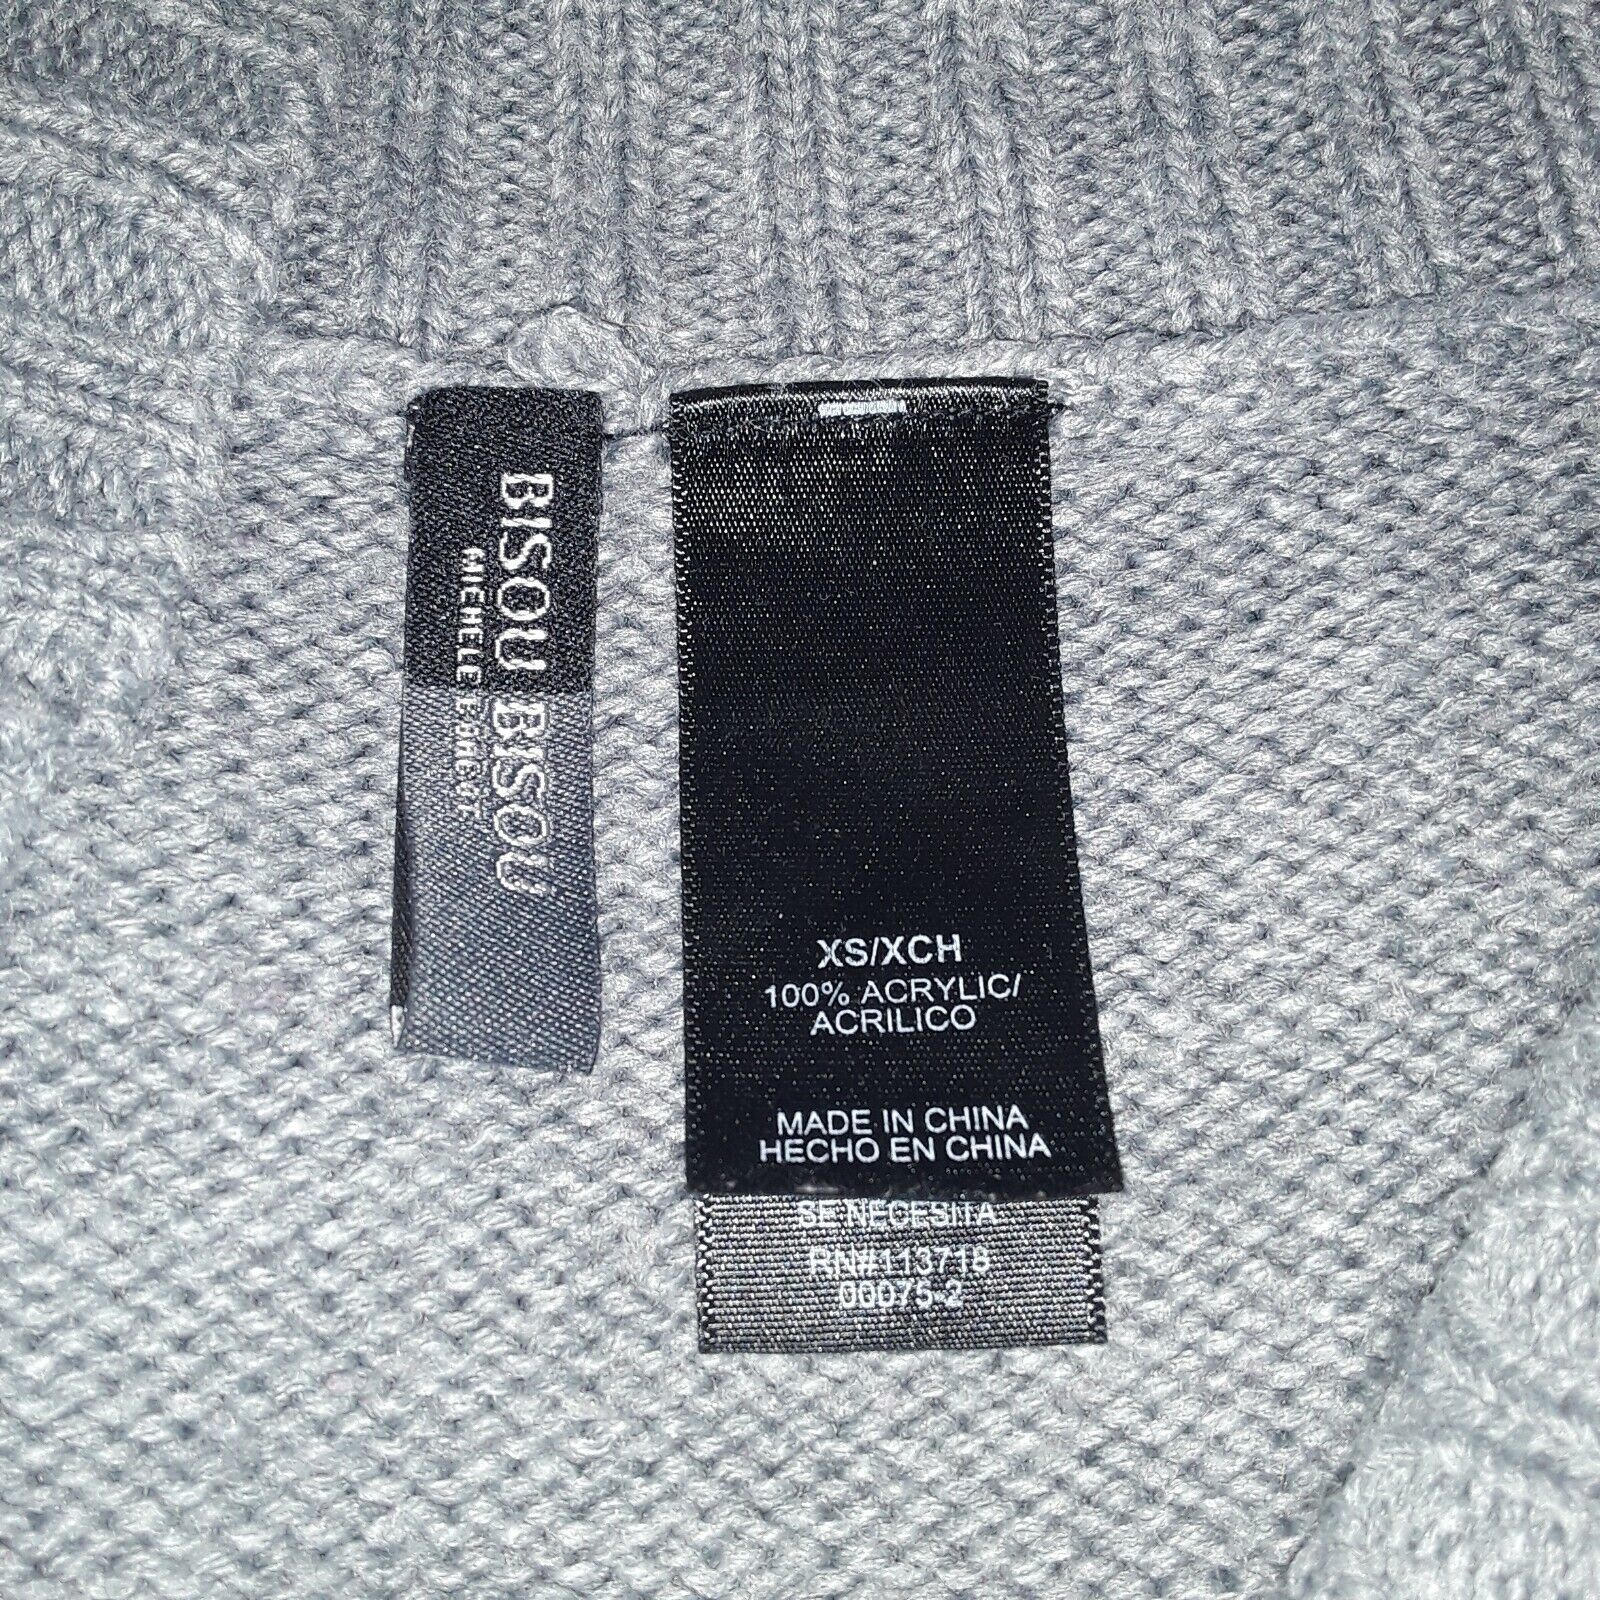 BISOU BISOU
MICHELE BOHBOT
XS/XCH
100% ACRYLIC/
ACRILICO
MADE IN CHINA
HECHO EN CHINA
SE NECESITA
RN#113718
00075-2